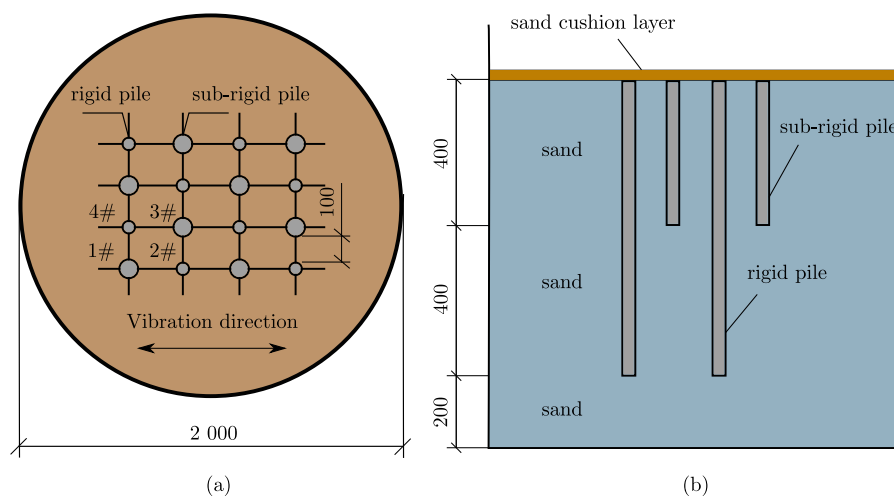 rigid pile
sub-rigid pile
4#
3#
1#
2#
100
Vibration direction
2 000
(a)
sand cushion layer
sand
sub-rigid pile
sand
rigid pile
sand
400
400
200
(b)